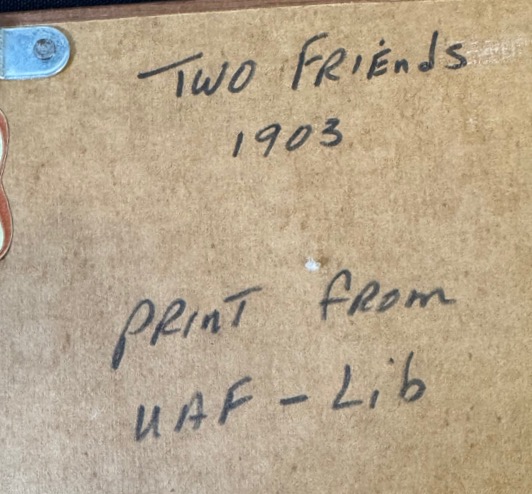 Two Friends
1903
Print from
UAF - Lib